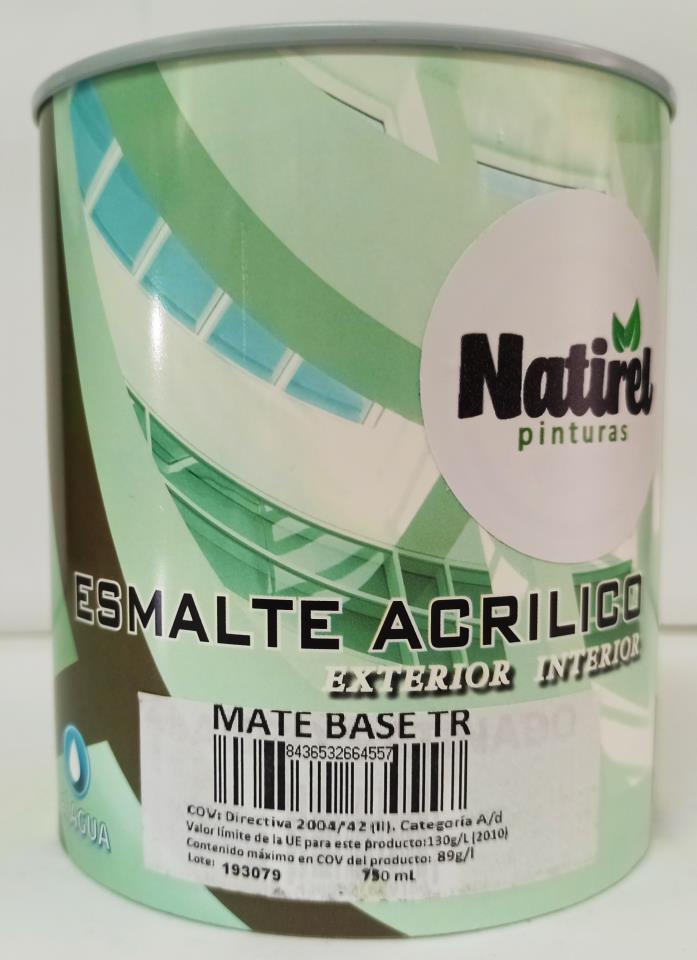 Natirel
pinturas
ESMALTE ACRILICO
EXTERIOR INTERIOR
MATE BASE TR
8436532664557
COV: Directiva 2004/42 (II). Categoría A/d
Valor límite de la UE para este producto:130g/L (2010)
Contenido máximo en COV del producto: 89g/l
Lote: 193079 750 mL
AGUA